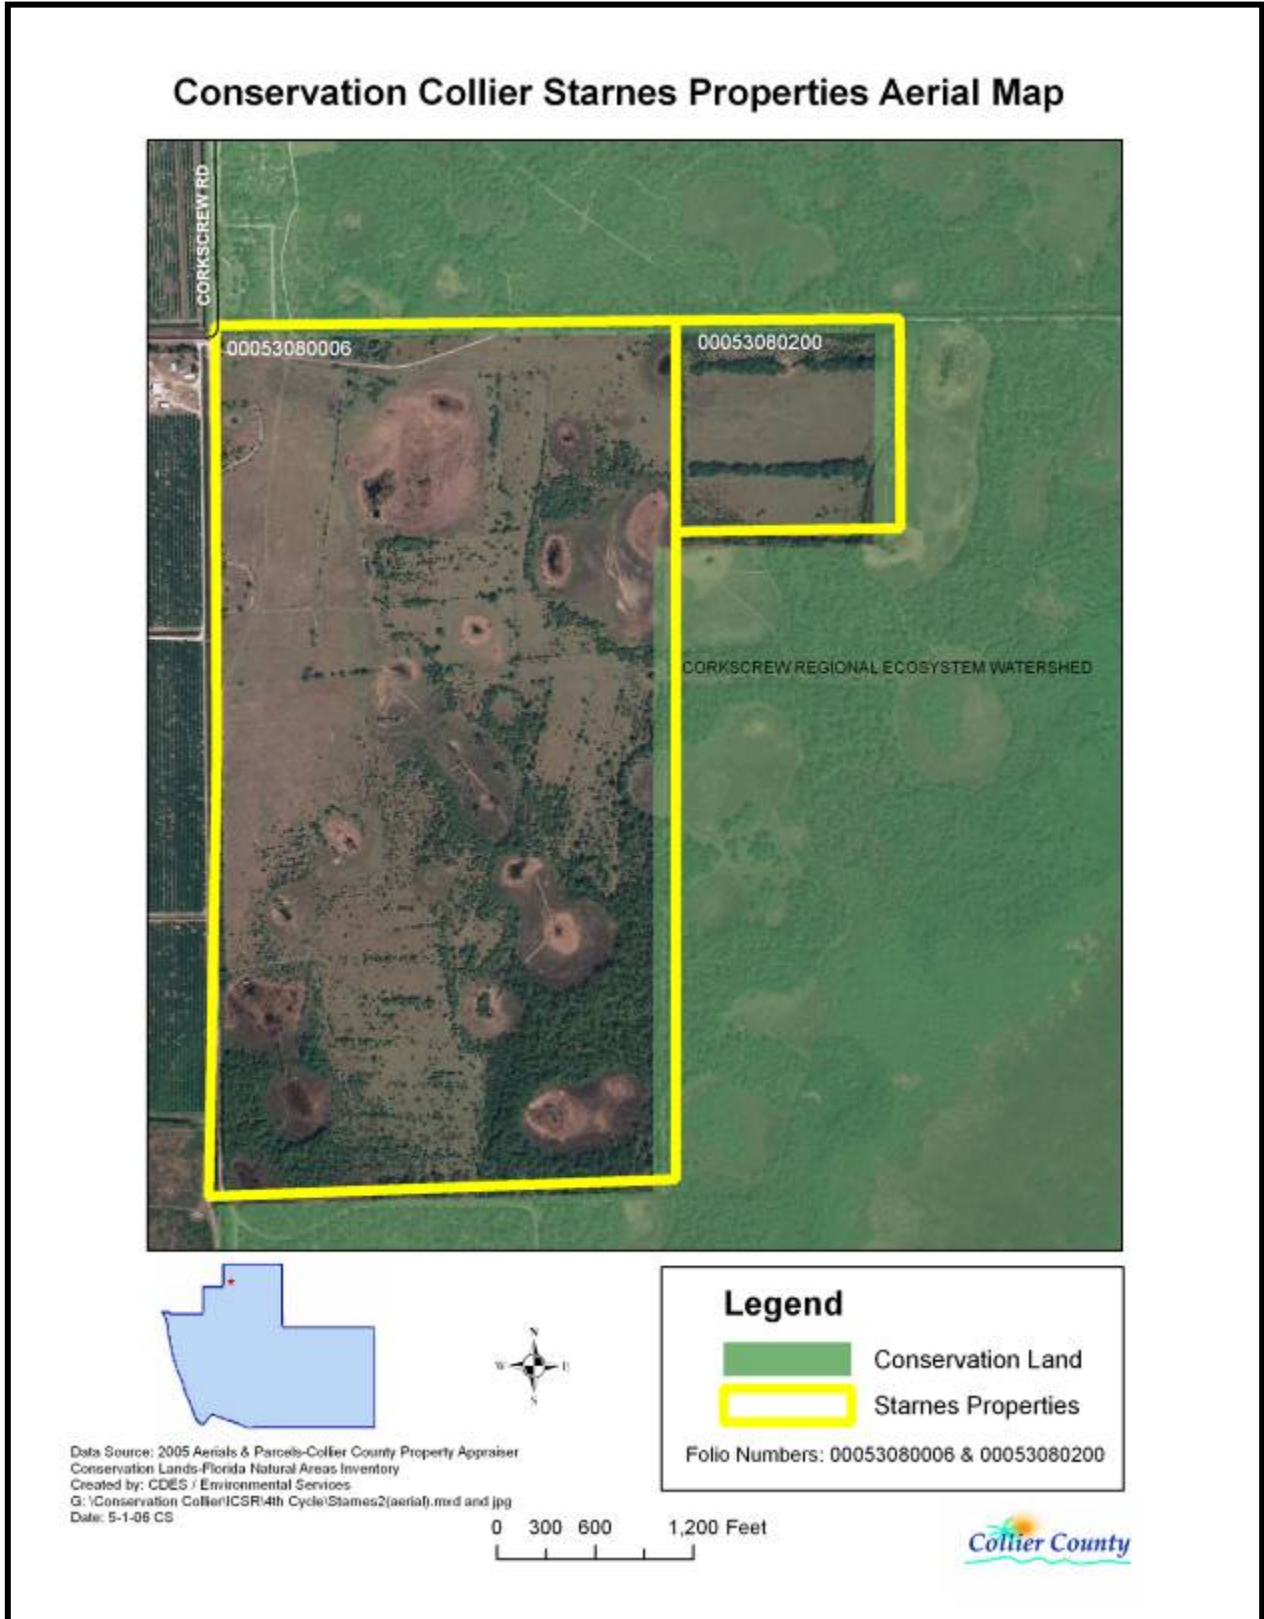 Conservation Collier Starnes Properties Aerial Map
CORKSCREW RD
00053080006
00053080200
CORKSCREW REGIONAL ECOSYSTEM WATERSHED
N
W
E
S
Legend
Conservation Land
Starnes Properties
Folio Numbers: 00053080006 & 00053080200
Data Source: 2005 Aerials & Parcels-Collier County Property Appraiser
Conservation Lands-Florida Natural Areas Inventory
Created by: CDES / Environmental Services
G: \Conservation Collier\ICSR\4th Cycle\Starnes2(aerial).mxd and jpg
Date: 5-1-06 CS
0 300 600 1,200 Feet
Collier County